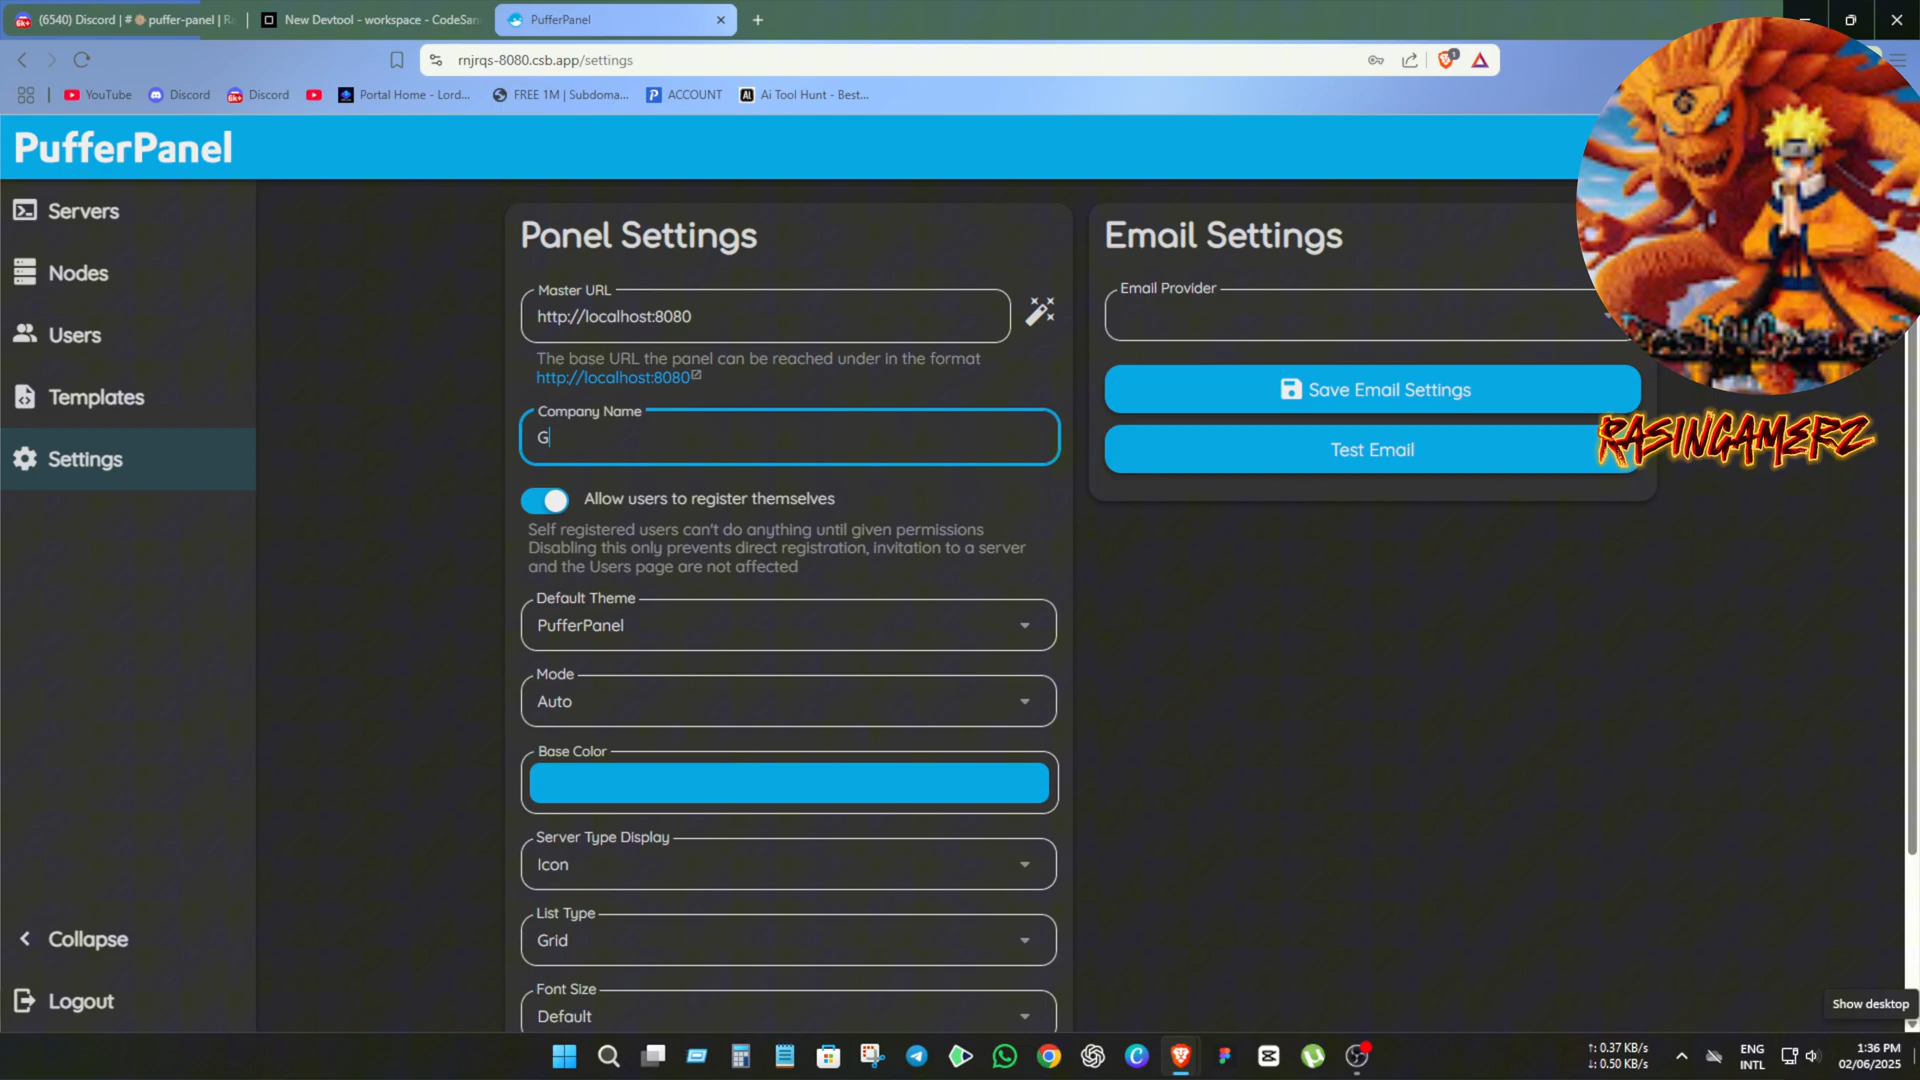 (6540) Discord | # puffer-panel | R
New Devtool - workspace - CodeSan
PufferPanel
rnjrqs-8080.csb.app/settings
YouTube
Discord
Discord
Portal Home - Lord...
FREE 1M | Subdoma...
ACCOUNT
Ai Tool Hunt - Best...
PufferPanel
Servers
Nodes
Users
Templates
Settings
Collapse
Logout
Panel Settings
Master URL
http://localhost:8080
The base URL the panel can be reached under in the format
http://localhost:8080
Company Name
G
Allow users to register themselves
Self registered users can't do anything until given permissions
Disabling this only prevents direct registration, invitation to a server
and the Users page are not affected
Default Theme
PufferPanel
Mode
Auto
Base Color
Server Type Display
Icon
List Type
Grid
Font Size
Default
Email Settings
Email Provider
Save Email Settings
Test Email
RASINGAMERZ
Show desktop
↑: 0.37 KB/s
↓: 0.50 KB/s
ENG
INTL
1:36 PM
02/06/2025